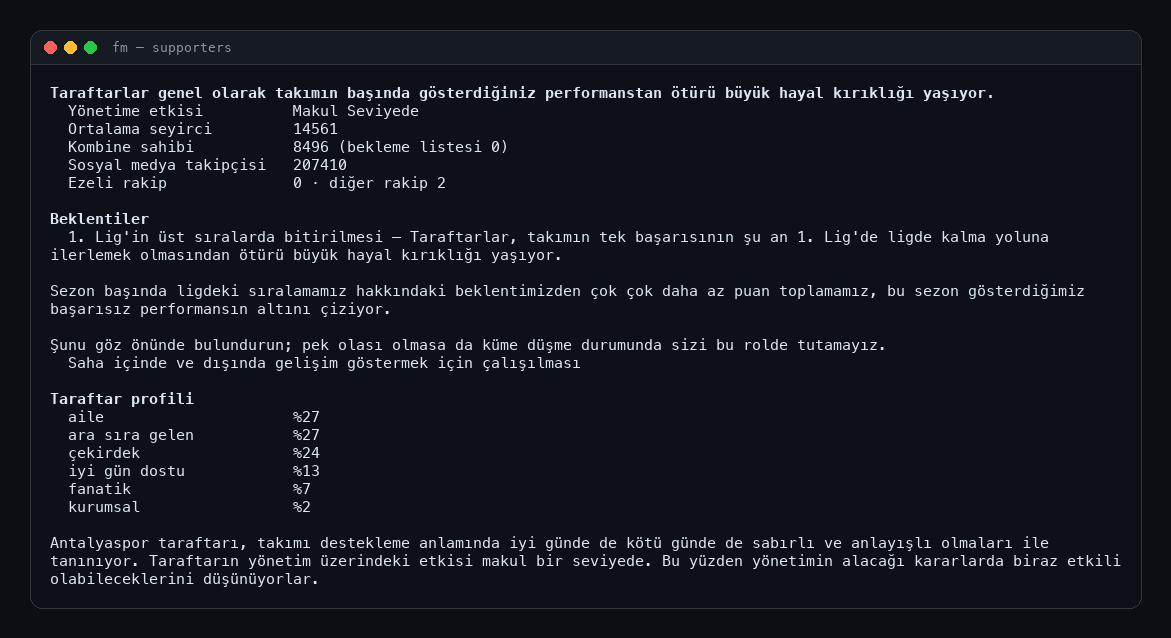 fm — supporters
Taraftarlar genel olarak takımın başında gösterdiğiniz performanstan ötürü büyük hayal kırıklığı yaşıyor.
Yönetime etkisi Makul Seviyede
Ortalama seyirci 14561
Kombine sahibi 8496 (bekleme listesi 0)
Sosyal medya takipçisi 207410
Ezeli rakip 0 · diğer rakip 2
Beklentiler
1. Lig'in üst sıralarda bitirilmesi — Taraftarlar, takımın tek başarısının şu an 1. Lig'de ligde kalma yoluna
ilerlemek olmasından ötürü büyük hayal kırıklığı yaşıyor.
Sezon başında ligdeki sıralamamız hakkındaki beklentimizden çok çok daha az puan toplamamız, bu sezon gösterdiğimiz
başarısız performansın altını çiziyor.
Şunu göz önünde bulundurun; pek olası olmasa da küme düşme durumunda sizi bu rolde tutamayız.
Saha içinde ve dışında gelişim göstermek için çalışılması
Taraftar profili
aile %27
ara sıra gelen %27
çekirdek %24
iyi gün dostu %13
fanatik %7
kurumsal %2
Antalyaspor taraftarı, takımı destekleme anlamında iyi günde de kötü günde de sabırlı ve anlayışlı olmaları ile
tanınıyor. Taraftarın yönetim üzerindeki etkisi makul bir seviyede. Bu yüzden yönetimin alacağı kararlarda biraz etkili
olabileceklerini düşünüyorlar.